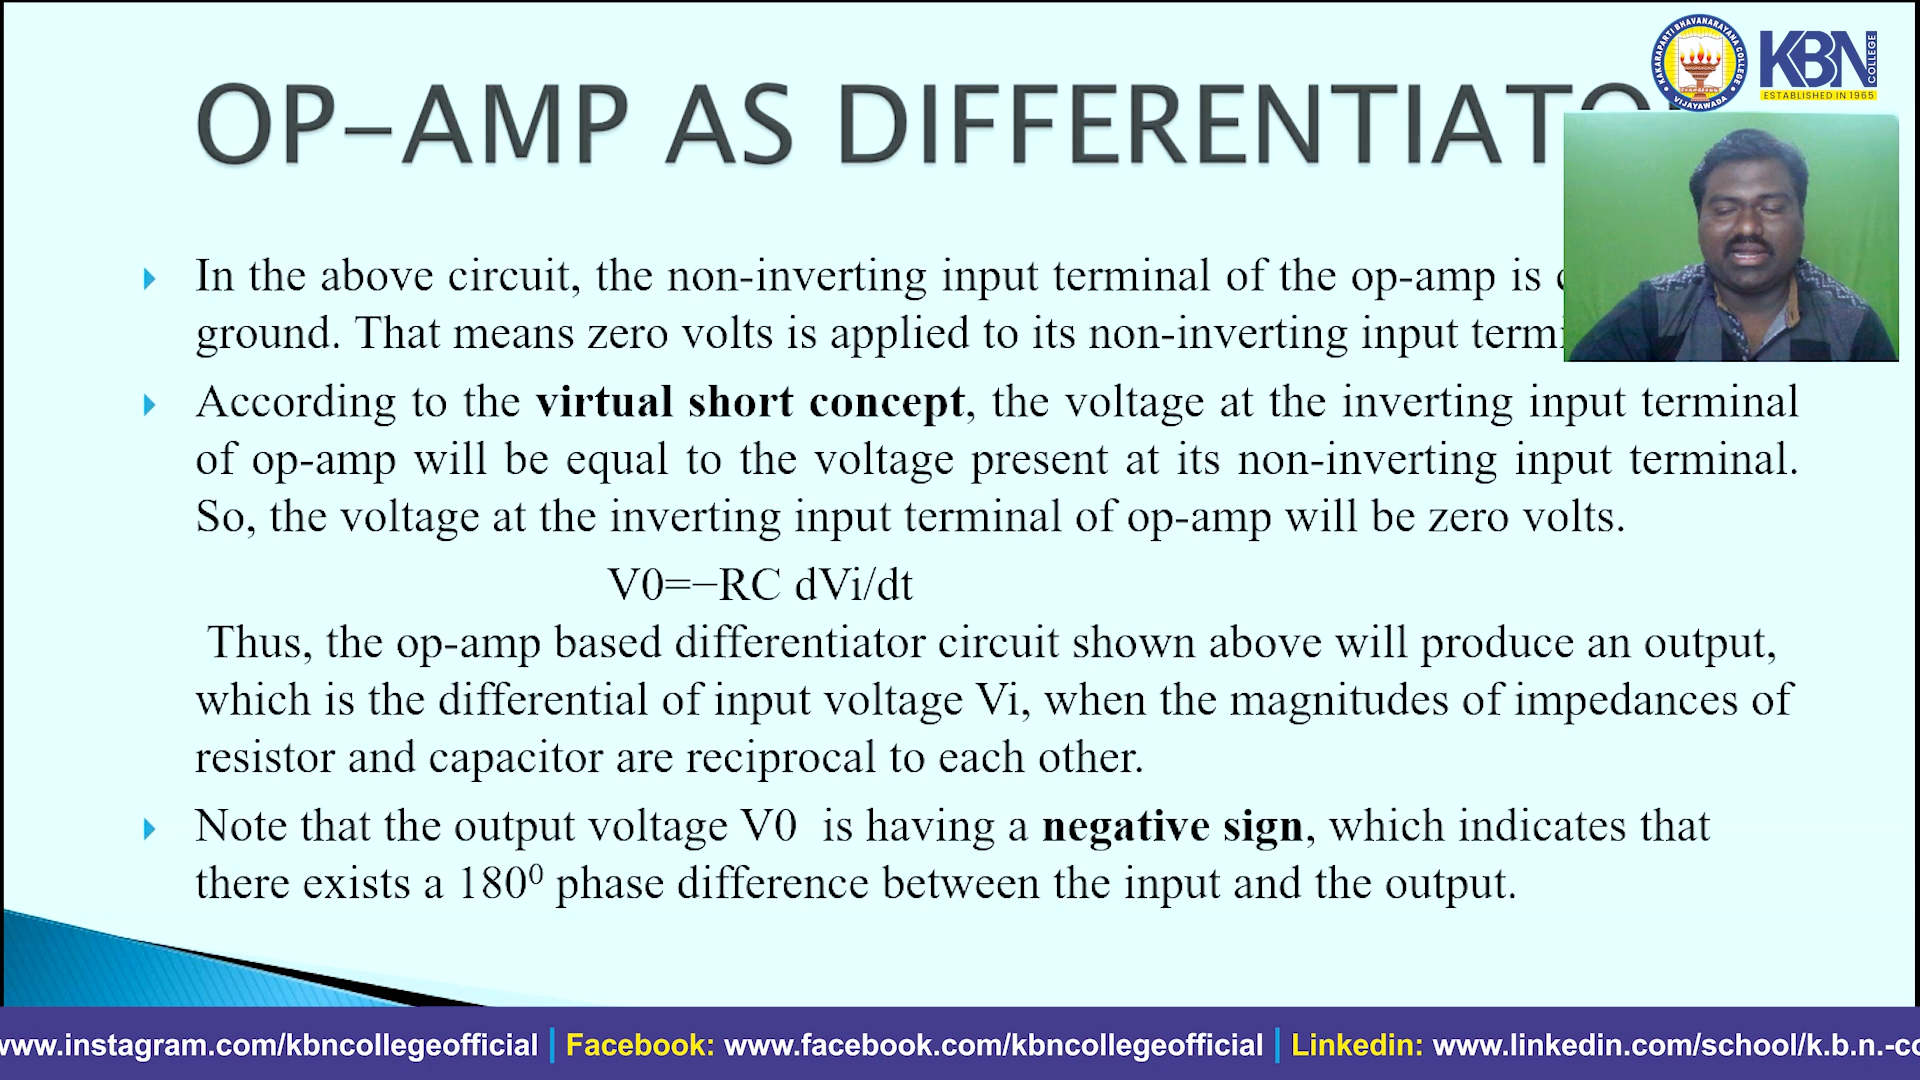 KAKARAPARTI BHAVANARAYANA COLLEGE
VIJAYAWADA
KBN
COLLEGE
ESTABLISHED IN 1965
OP-AMP AS DIFFERENTIATO
In the above circuit, the non-inverting input terminal of the op-amp is
ground. That means zero volts is applied to its non-inverting input
According to the virtual short concept, the voltage at the inverting input terminal
of op-amp will be equal to the voltage present at its non-inverting input terminal.
So, the voltage at the inverting input terminal of op-amp will be zero volts.
V0=−RC dVi/dt
Thus, the op-amp based differentiator circuit shown above will produce an output,
which is the differential of input voltage Vi, when the magnitudes of impedances of
resistor and capacitor are reciprocal to each other.
Note that the output voltage V0 is having a negative sign, which indicates that
there exists a 180⁰ phase difference between the input and the output.
www.instagram.com/kbncollegeofficial | Facebook: www.facebook.com/kbncollegeofficial | Linkedin: www.linkedin.com/school/k.b.n.-co